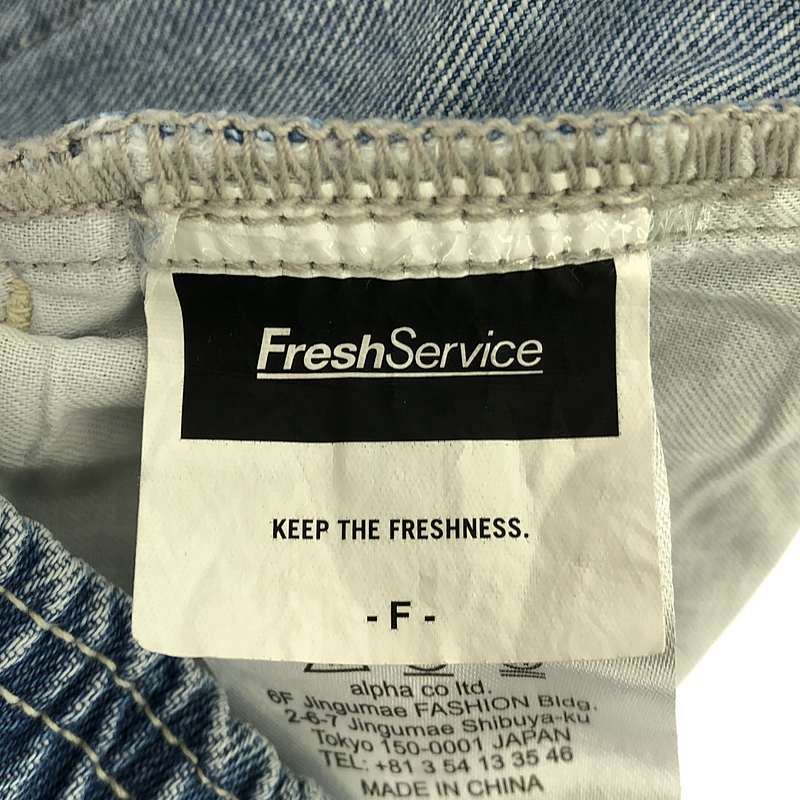 FreshService
KEEP THE FRESHNESS.
- F -
alpha co ltd.
6F Jingumae FASHION Bldg.
2-6-7 Jingumae Shibuya-ku
Tokyo 150-0001 JAPAN
TEL: +81 3 54 13 35 46
MADE IN CHINA